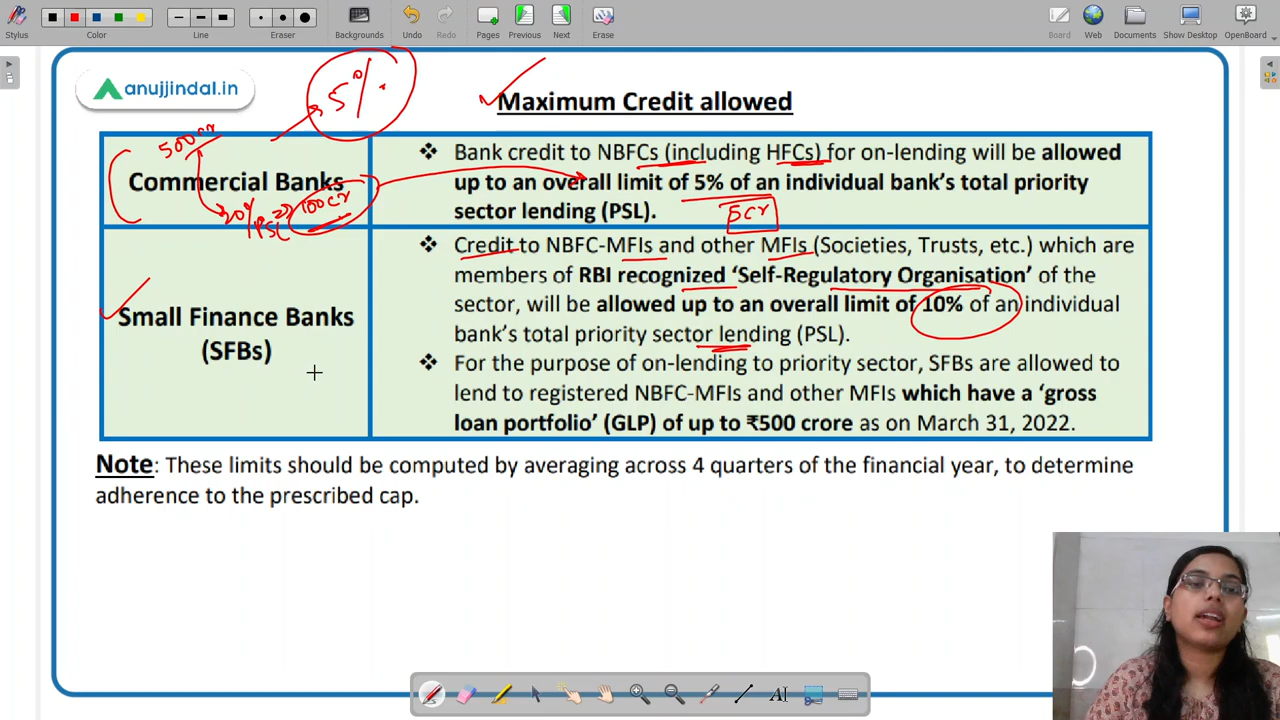 Stylus
Color
Line
Eraser
Backgrounds
Undo
Redo
Pages
Previous
Next
Erase
Board
Web
Documents
Show Desktop
OpenBoard
anujjindal.in
5%
Maximum Credit allowed
500 cr
Commercial Banks
100 cr
❖ Bank credit to NBFCs (including HFCs) for on-lending will be allowed
up to an overall limit of 5% of an individual bank's total priority
sector lending (PSL).
5 cr
Small Finance Banks
(SFBs)
❖ Credit to NBFC-MFIs and other MFIs (Societies, Trusts, etc.) which are
members of RBI recognized 'Self-Regulatory Organisation' of the
sector, will be allowed up to an overall limit of 10% of an individual
bank's total priority sector lending (PSL).
❖ For the purpose of on-lending to priority sector, SFBs are allowed to
lend to registered NBFC-MFIs and other MFIs which have a 'gross
loan portfolio' (GLP) of up to ₹500 crore as on March 31, 2022.
Note: These limits should be computed by averaging across 4 quarters of the financial year, to determine
adherence to the prescribed cap.